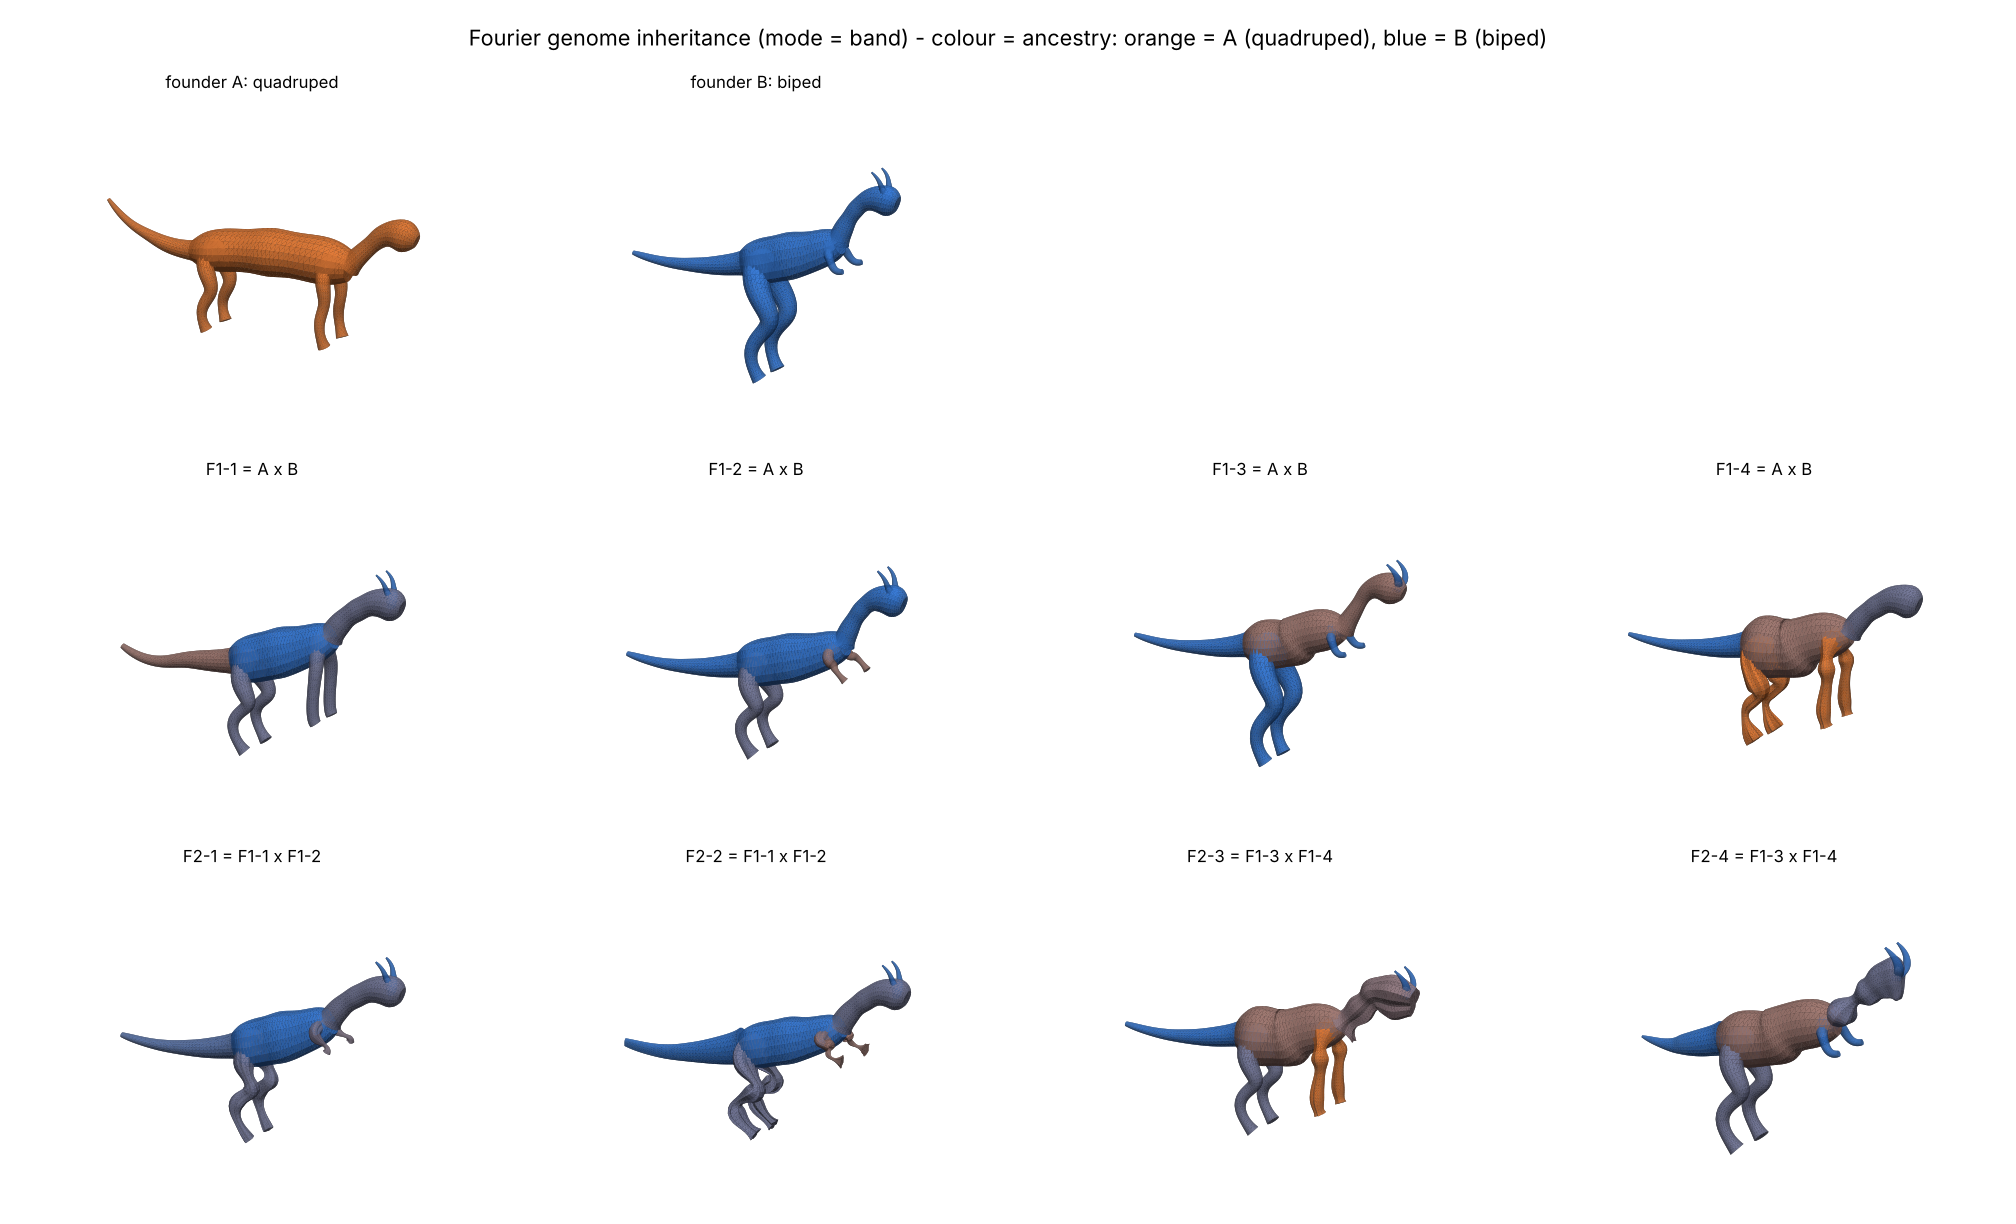 Fourier genome inheritance (mode = band) - colour = ancestry: orange = A (quadruped), blue = B (biped)
founder A: quadruped
founder B: biped
F1-1 = A x B
F1-2 = A x B
F1-3 = A x B
F1-4 = A x B
F2-1 = F1-1 x F1-2
F2-2 = F1-1 x F1-2
F2-3 = F1-3 x F1-4
F2-4 = F1-3 x F1-4